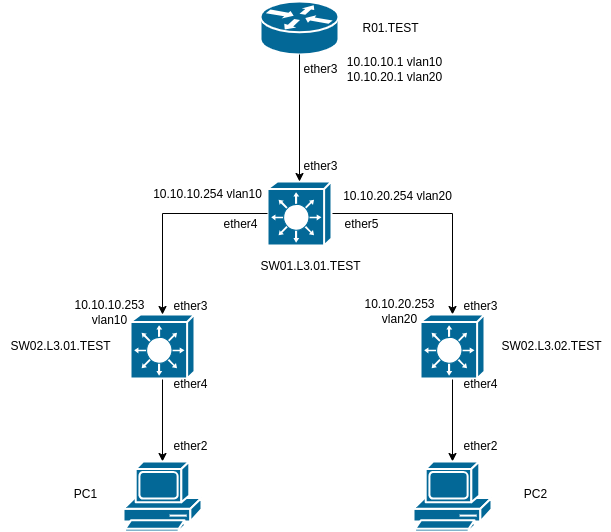 R01.TEST
ether3
10.10.10.1 vlan10
10.10.20.1 vlan20
ether3
10.10.10.254 vlan10
10.10.20.254 vlan20
ether4
ether5
SW01.L3.01.TEST
10.10.10.253
vlan10
ether3
10.10.20.253
vlan20
ether3
SW02.L3.01.TEST
SW02.L3.02.TEST
ether4
ether4
ether2
ether2
PC1
PC2